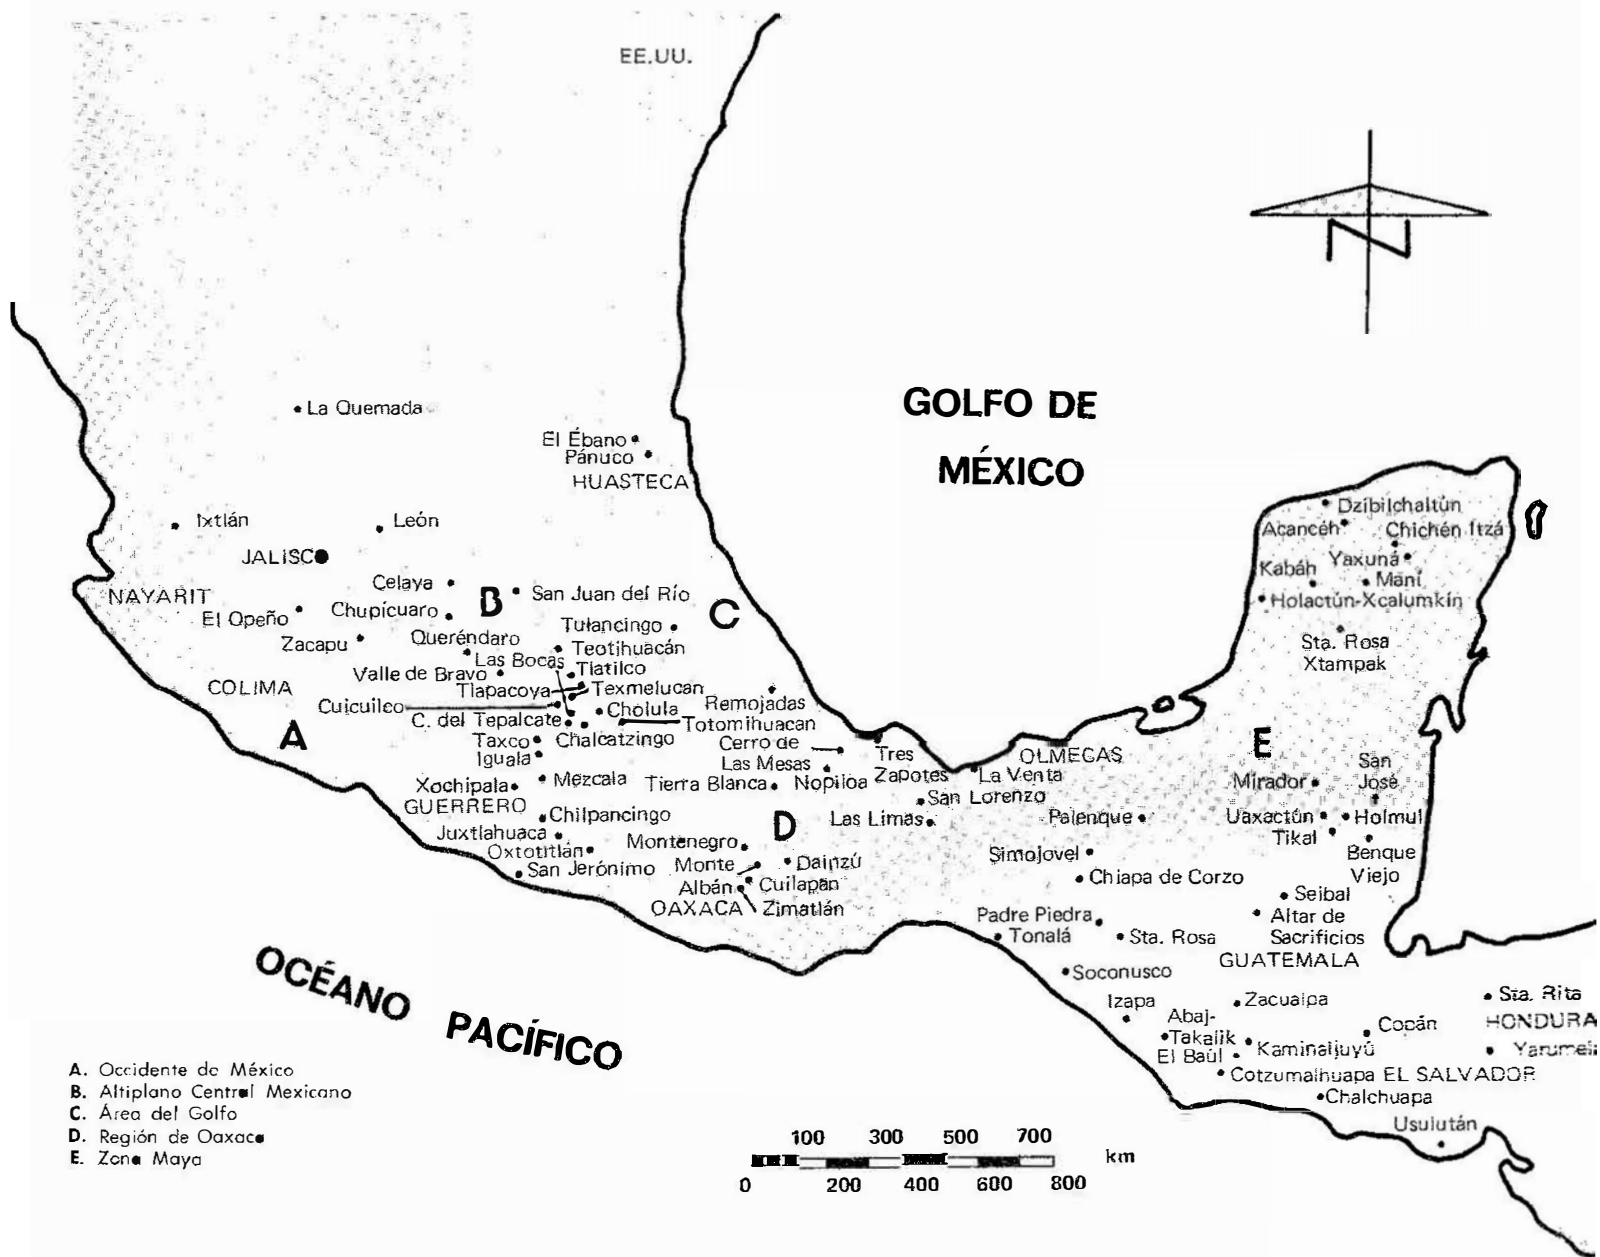 EE.UU.
N
La Quemada
GOLFO DE
MÉXICO
El Ébano
Pánuco
HUASTECA
Ixtlán
León
JALISCO
Dzibilchaltún
Acancéh
Chichén Itzá
Yaxuná
Kabáh
Maní
Holactún-Xcalumkín
Sta. Rosa
Xtampak
NAYARIT
Celaya
B
San Juan del Río
C
El Opeño
Chupícuaro
Tulancingo
Zacapu
Queréndaro
Teotihuacán
Las Bocas
Tlatilco
Valle de Bravo
Tlapacoya
Texmelucan
COLIMA
Cuicuilco
Cholula
Remojadas
C. del Tepalcate
Totomihuacan
A
Taxco
Chalcatzingo
Cerro de
Las Mesas
Iguala
Tres
Zapotes
OLMECAS
E
San
José
Xochipala
Mezcala
Tierra Blanca
Nopiloa
La Venta
Mirador
GUERRERO
San Lorenzo
Chilpancingo
D
Las Limas
Palenque
Uaxactún
Holmul
Juxtlahuaca
Montenegro
Tikal
Oxtotitlán
Simojovel
Benque
Viejo
San Jerónimo
Monte
Albán
Dainzú
Cuilapan
Chiapa de Corzo
OAXACA
Zimatlán
Seibal
Altar de
Sacrificios
Padre Piedra
Tonalá
Sta. Rosa
GUATEMALA
OCÉANO PACÍFICO
Soconusco
Izapa
Zacualpa
Sta. Rita
Abaj-
Takalik
Copán
HONDURA
El Baúl
Kaminaljuyú
Cotzumalhuapa
EL SALVADOR
Chalchuapa
Usulután
A. Occidente de México
B. Altiplano Central Mexicano
C. Área del Golfo
D. Región de Oaxaca
E. Zona Maya
100 300 500 700
km
0 200 400 600 800